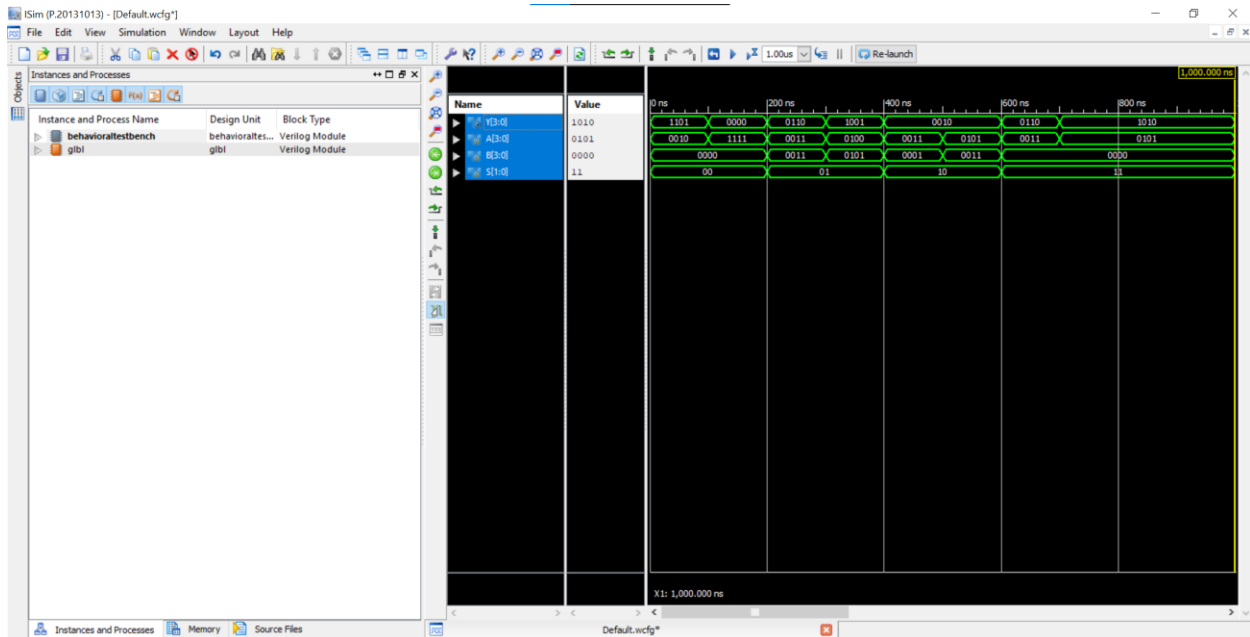 ISim (P.20131013) - [Default.wcfg*]
File Edit View Simulation Window Layout Help
1.00us Re-launch
Objects
Instances and Processes
Instance and Process Name Design Unit Block Type
behavioraltestbench behavioraltes... Verilog Module
glbl glbl Verilog Module
1,000.000 ns
Name Value 0 ns 200 ns 400 ns 600 ns 800 ns
Y[3:0] 1010 1101 0000 0110 1001 0010 0110 1010
A[3:0] 0101 0010 1111 0011 0100 0011 0101 0011 0101
B[3:0] 0000 0000 0011 0101 0001 0011 0000
S[1:0] 11 00 01 10 11
X1: 1,000.000 ns
Instances and Processes Memory Source Files Default.wcfg*